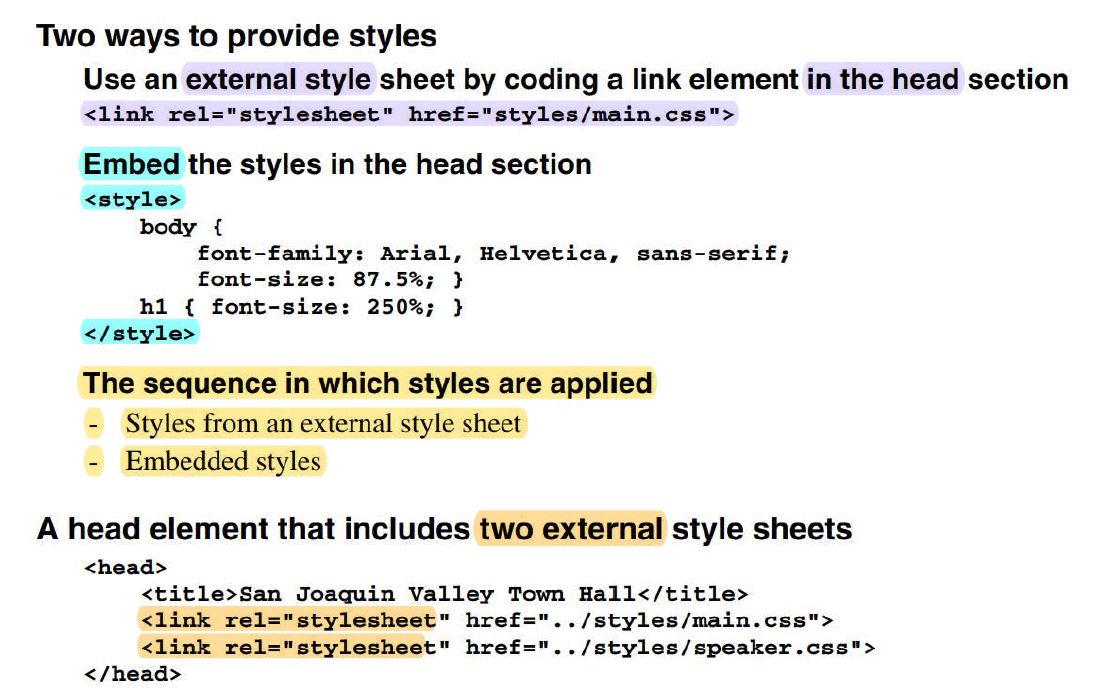 Two ways to provide styles
Use an external style sheet by coding a link element in the head section
<link rel="stylesheet" href="styles/main.css">
Embed the styles in the head section
<style>
body {
font-family: Arial, Helvetica, sans-serif;
font-size: 87.5%; }
h1 { font-size: 250%; }
</style>
The sequence in which styles are applied
- Styles from an external style sheet
- Embedded styles
A head element that includes two external style sheets
<head>
<title>San Joaquin Valley Town Hall</title>
<link rel="stylesheet" href="../styles/main.css">
<link rel="stylesheet" href="../styles/speaker.css">
</head>